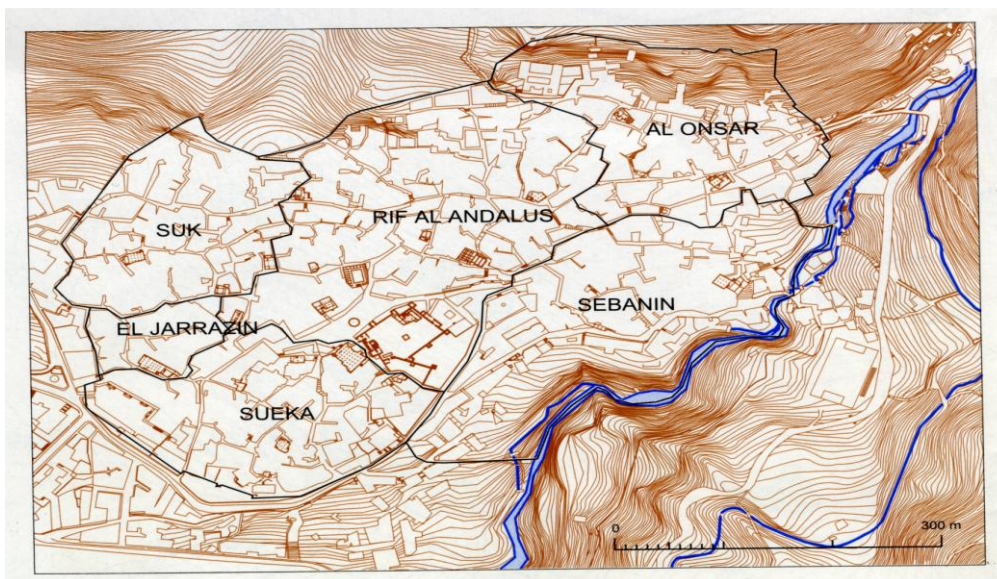 AL ONSAR
RIF AL ANDALUS
SUK
SEBANIN
EL JARRAZIN
SUEKA
0 300 m